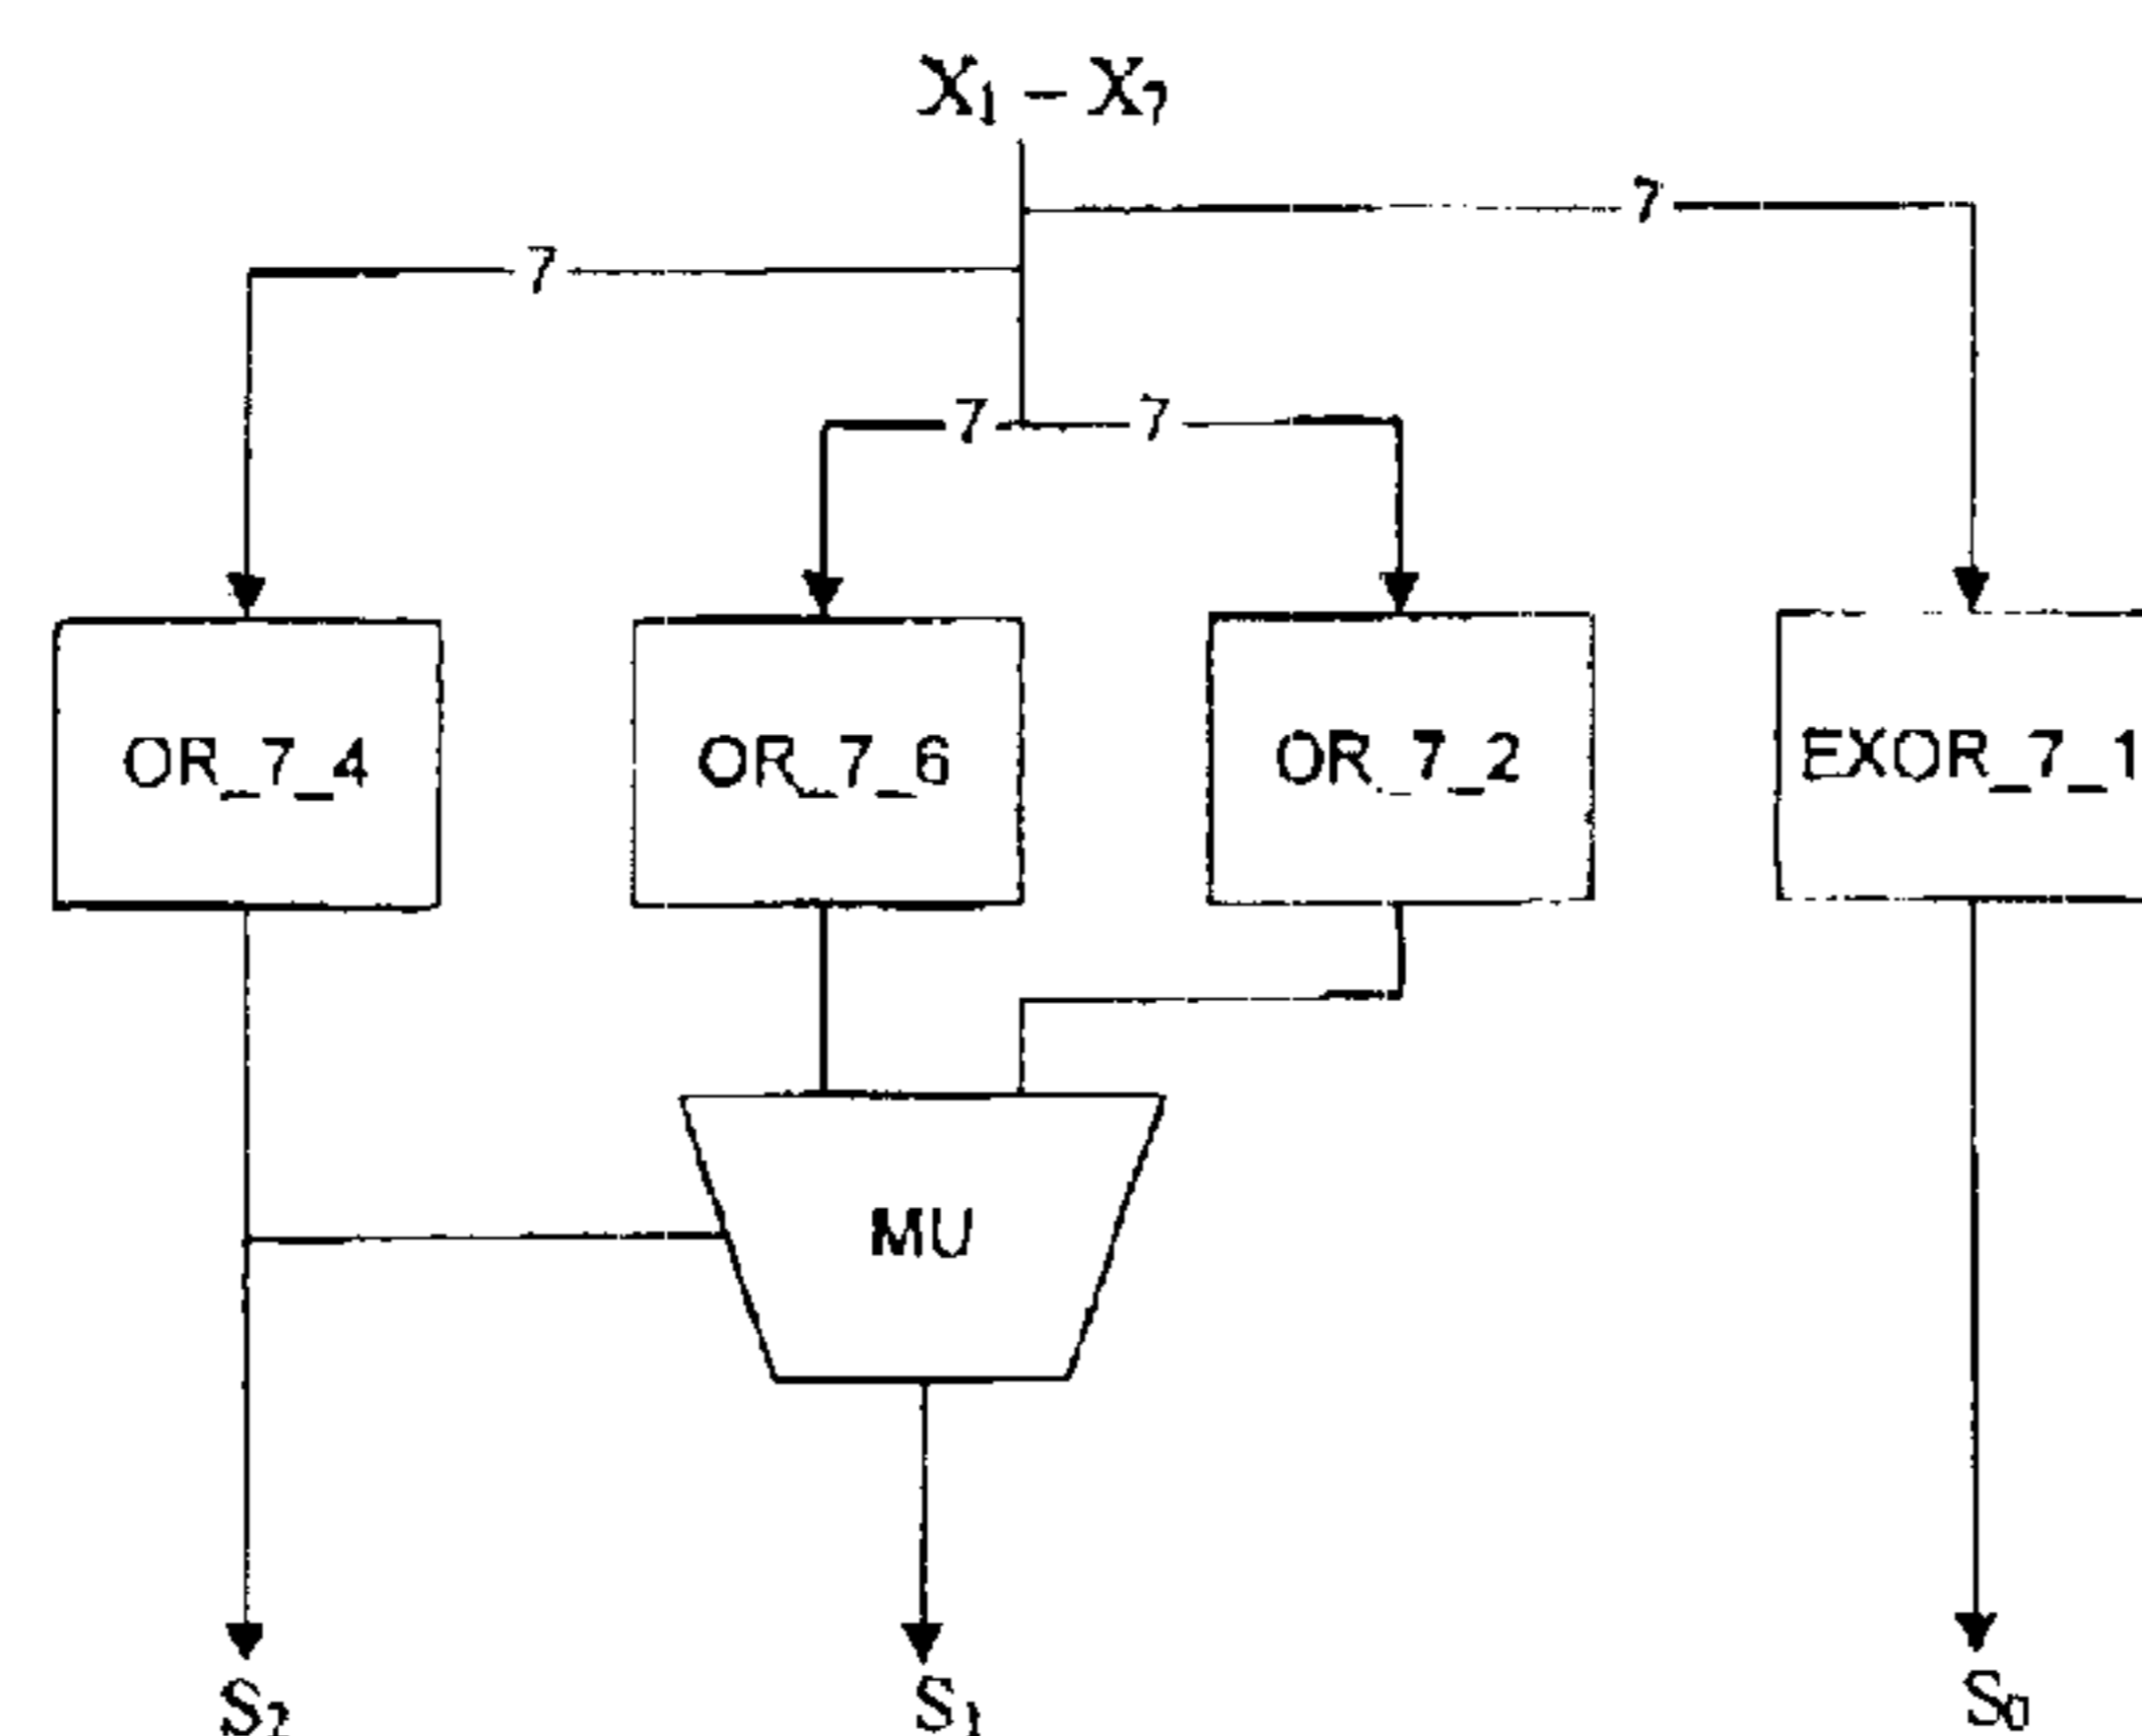 X₁ – X₇
7
7
7 7
OR_7_4 OR_7_6 OR_7_2 EXOR_7_1
MU
S₂ S₁ S₀